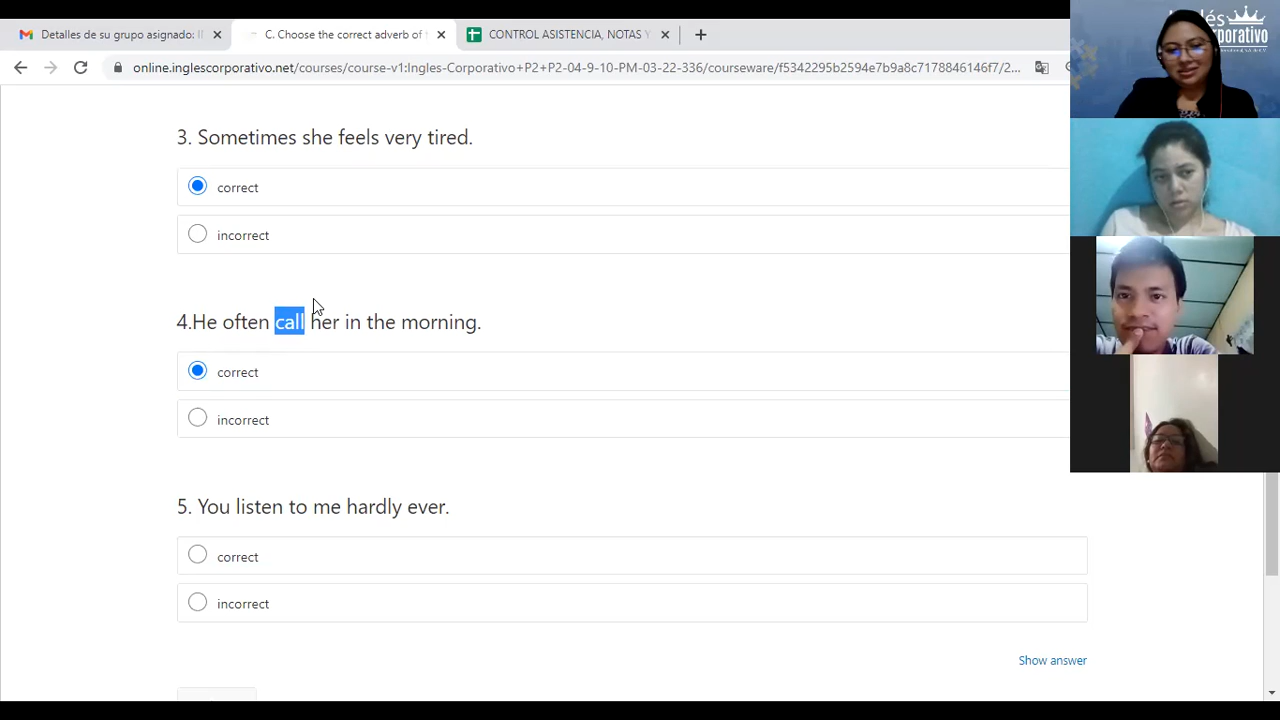 Detalles de su grupo asignado: I
C. Choose the correct adverb of
CONTROL ASISTENCIA, NOTAS Y
online.inglescorporativo.net/courses/course-v1:Ingles-Corporativo+P2+P2-04-9-10-PM-03-22-336/courseware/f5342295b2594e7b9a8c7178846146f7/2...
3. Sometimes she feels very tired.
correct
incorrect
4.He often call her in the morning.
correct
incorrect
5. You listen to me hardly ever.
correct
incorrect
Show answer